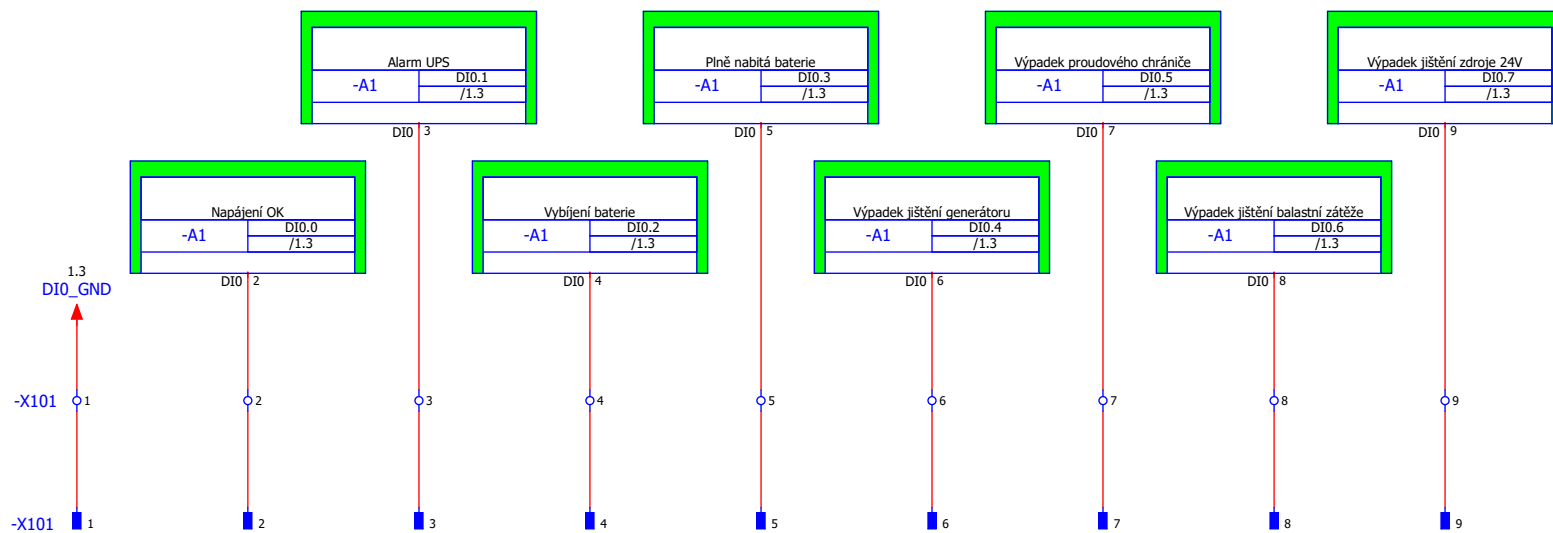 Alarm UPS
-A1 DI0.1
/1.3
DI0 3
Plně nabitá baterie
-A1 DI0.3
/1.3
DI0 5
Výpadek proudového chrániče
-A1 DI0.5
/1.3
DI0 7
Výpadek jištění zdroje 24V
-A1 DI0.7
/1.3
DI0 9
Napájení OK
-A1 DI0.0
/1.3
DI0 2
Vybíjení baterie
-A1 DI0.2
/1.3
DI0 4
Výpadek jištění generátoru
-A1 DI0.4
/1.3
DI0 6
Výpadek jištění balastní zátěže
-A1 DI0.6
/1.3
DI0 8
1.3
DI0_GND
-X101 1 2 3 4 5 6 7 8 9
-X101 1 2 3 4 5 6 7 8 9